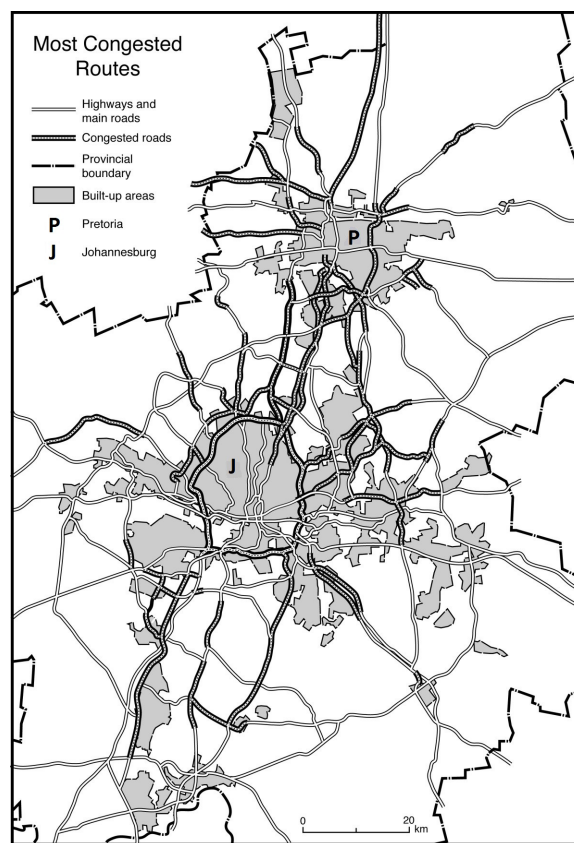 Most Congested
Routes
Highways and
main roads
Congested roads
Provincial
boundary
Built-up areas
P Pretoria
J Johannesburg
P
J
0 20
km